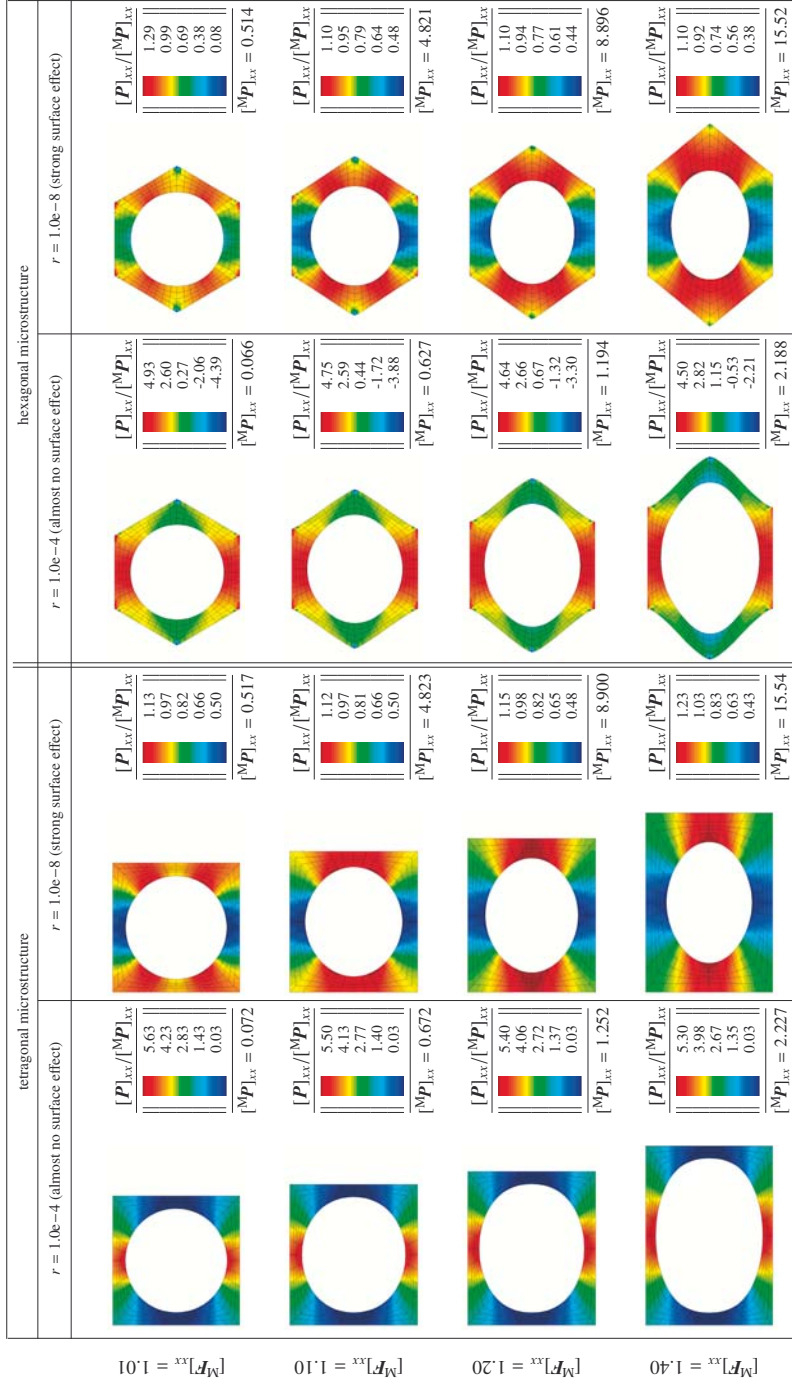 tetragonal microstructure
hexagonal microstructure
r = 1.0e−4 (almost no surface effect)
r = 1.0e−8 (strong surface effect)
r = 1.0e−4 (almost no surface effect)
r = 1.0e−8 (strong surface effect)
[ᴹF]xx = 1.01
[P]xx/[ᴹP]xx
5.63
4.23
2.83
1.43
0.03
[ᴹP]xx = 0.072
[P]xx/[ᴹP]xx
1.13
0.97
0.82
0.66
0.50
[ᴹP]xx = 0.517
[P]xx/[ᴹP]xx
4.93
2.60
0.27
-2.06
-4.39
[ᴹP]xx = 0.066
[P]xx/[ᴹP]xx
1.29
0.99
0.69
0.38
0.08
[ᴹP]xx = 0.514
[ᴹF]xx = 1.10
[P]xx/[ᴹP]xx
5.50
4.13
2.77
1.40
0.03
[ᴹP]xx = 0.672
[P]xx/[ᴹP]xx
1.12
0.97
0.81
0.66
0.50
[ᴹP]xx = 4.823
[P]xx/[ᴹP]xx
4.75
2.59
0.44
-1.72
-3.88
[ᴹP]xx = 0.627
[P]xx/[ᴹP]xx
1.10
0.95
0.79
0.64
0.48
[ᴹP]xx = 4.821
[ᴹF]xx = 1.20
[P]xx/[ᴹP]xx
5.40
4.06
2.72
1.37
0.03
[ᴹP]xx = 1.252
[P]xx/[ᴹP]xx
1.15
0.98
0.82
0.65
0.48
[ᴹP]xx = 8.900
[P]xx/[ᴹP]xx
4.64
2.66
0.67
-1.32
-3.30
[ᴹP]xx = 1.194
[P]xx/[ᴹP]xx
1.10
0.94
0.77
0.61
0.44
[ᴹP]xx = 8.896
[ᴹF]xx = 1.40
[P]xx/[ᴹP]xx
5.30
3.98
2.67
1.35
0.03
[ᴹP]xx = 2.227
[P]xx/[ᴹP]xx
1.23
1.03
0.83
0.63
0.43
[ᴹP]xx = 15.54
[P]xx/[ᴹP]xx
4.50
2.82
1.15
-0.53
-2.21
[ᴹP]xx = 2.188
[P]xx/[ᴹP]xx
1.10
0.92
0.74
0.56
0.38
[ᴹP]xx = 15.52